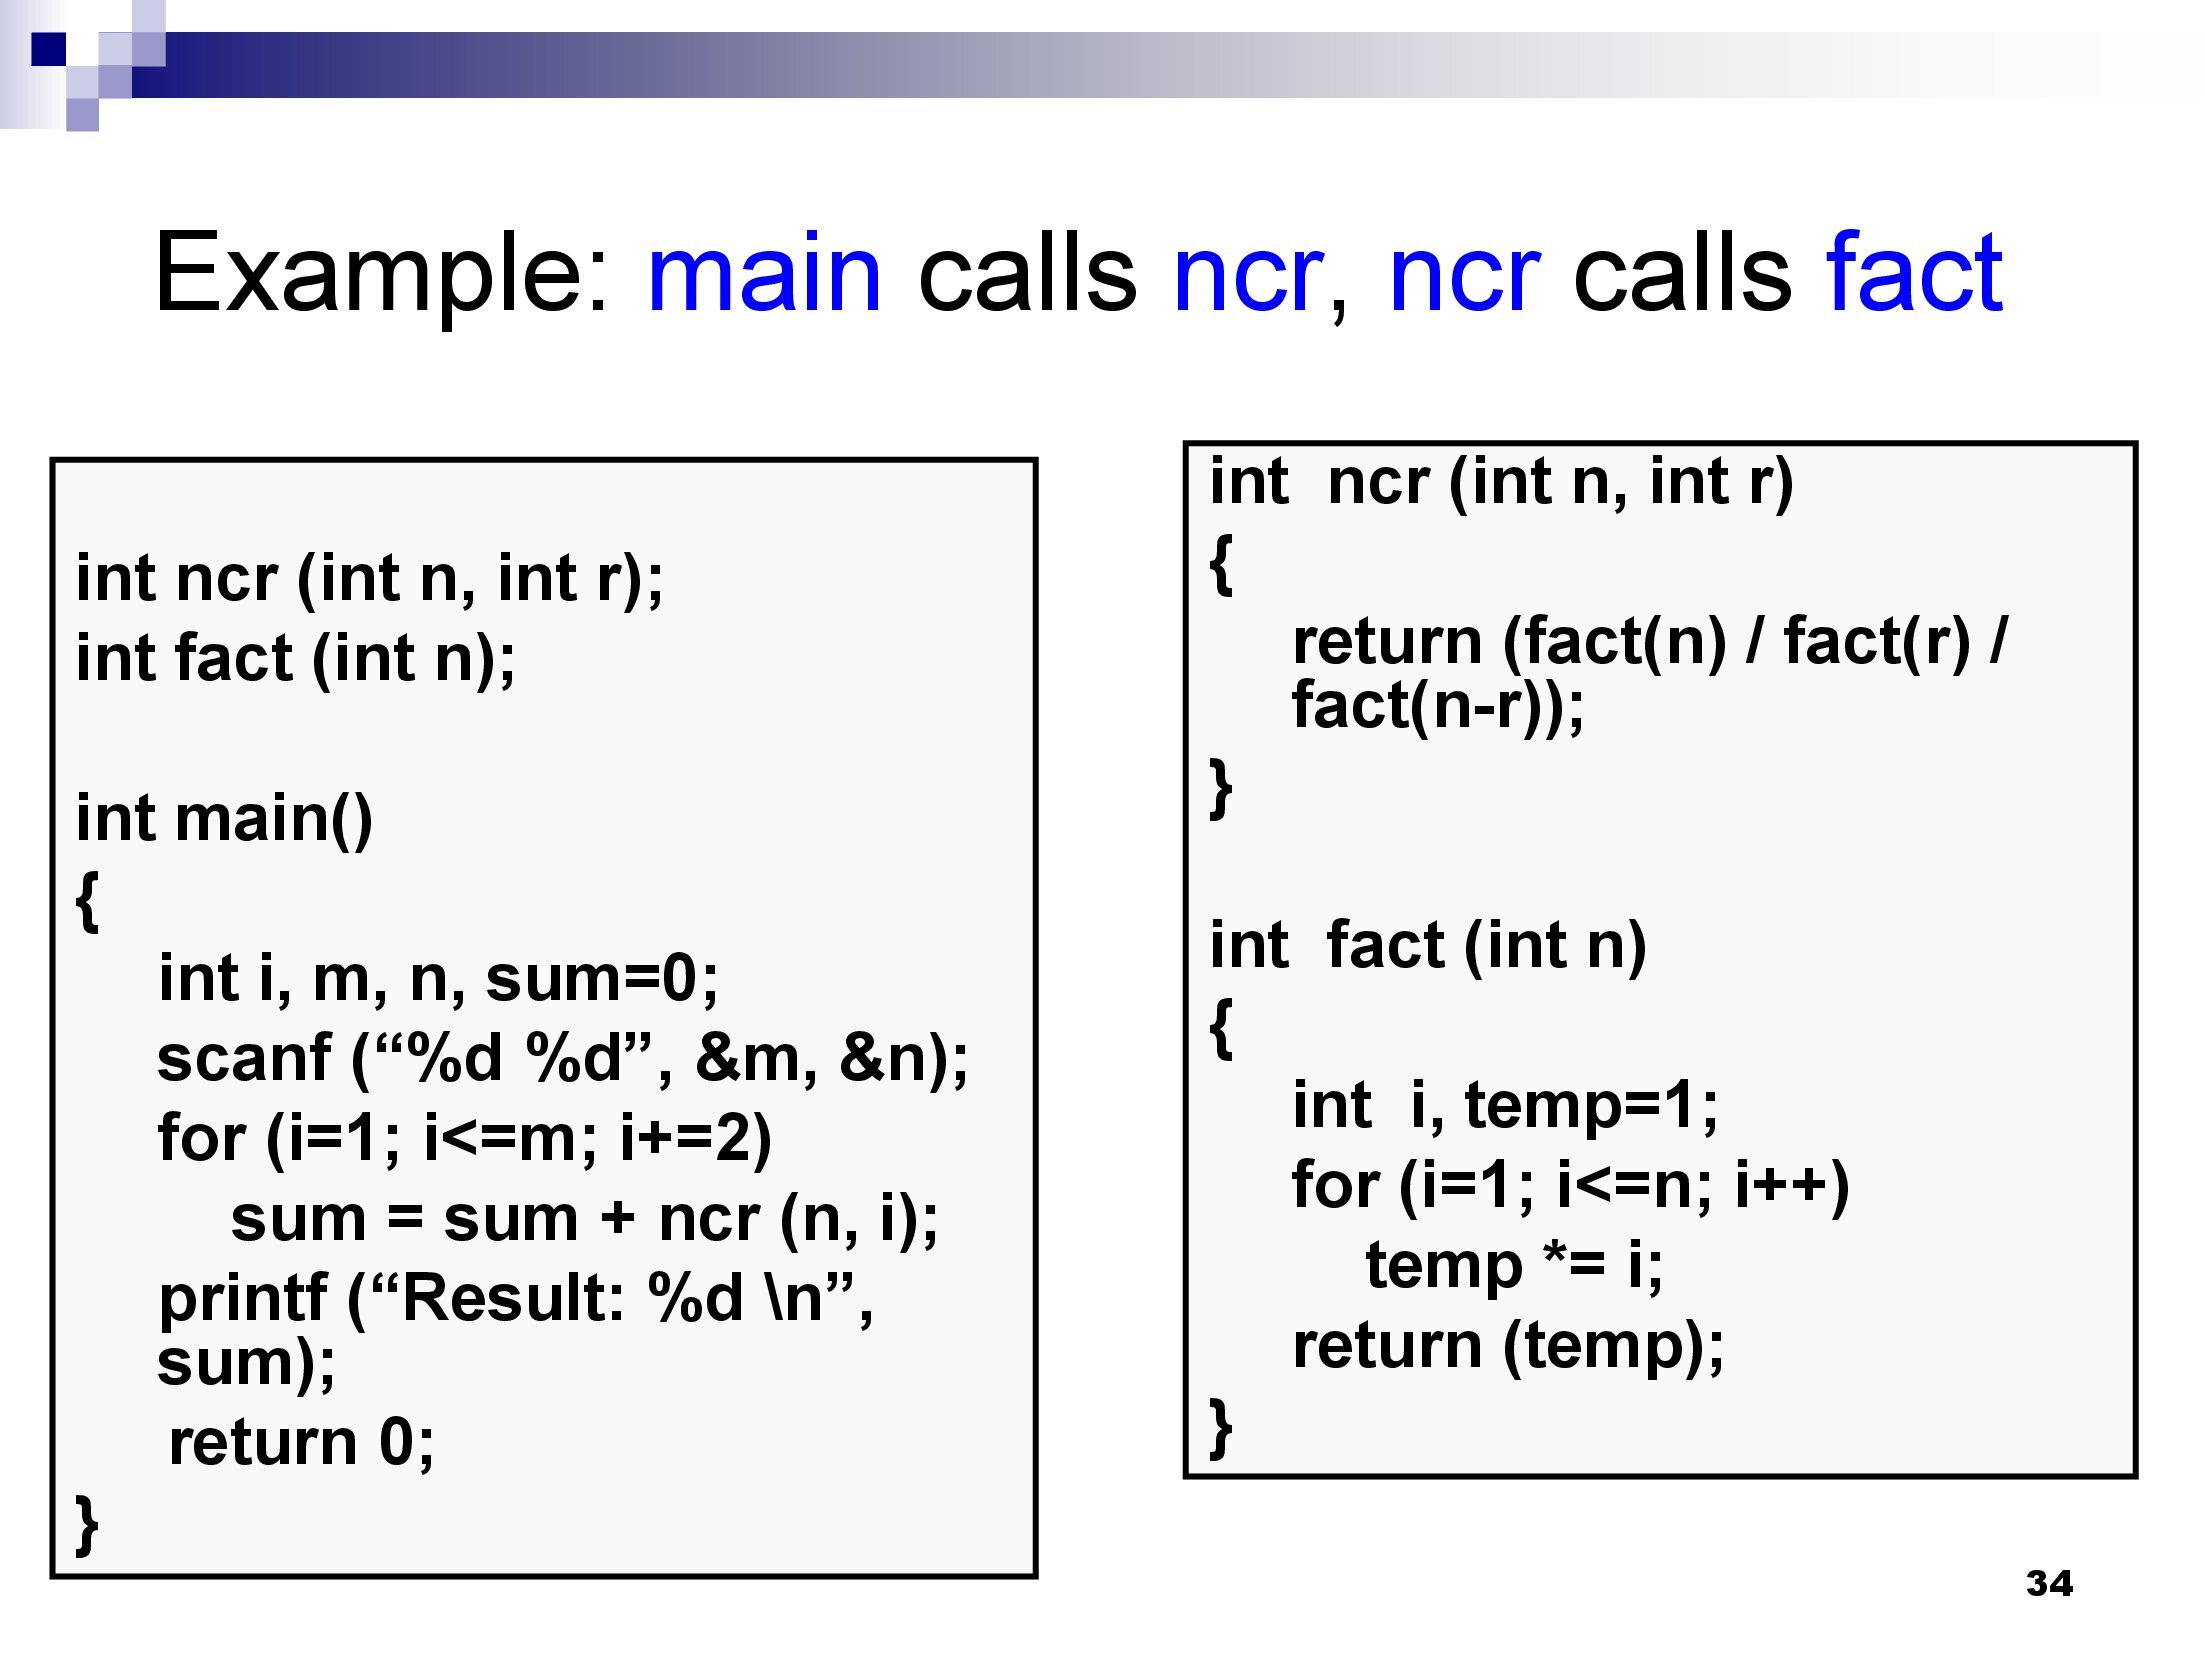 Example: main calls ncr, ncr calls fact
int ncr (int n, int r);
int fact (int n);
int main()
{
int i, m, n, sum=0;
scanf (“%d %d”, &m, &n);
for (i=1; i<=m; i+=2)
sum = sum + ncr (n, i);
printf (“Result: %d \n”,
sum);
return 0;
}
int  ncr (int n, int r)
{
return (fact(n) / fact(r) /
fact(n-r));
}
int  fact (int n)
{
int  i, temp=1;
for (i=1; i<=n; i++)
temp *= i;
return (temp);
}
34